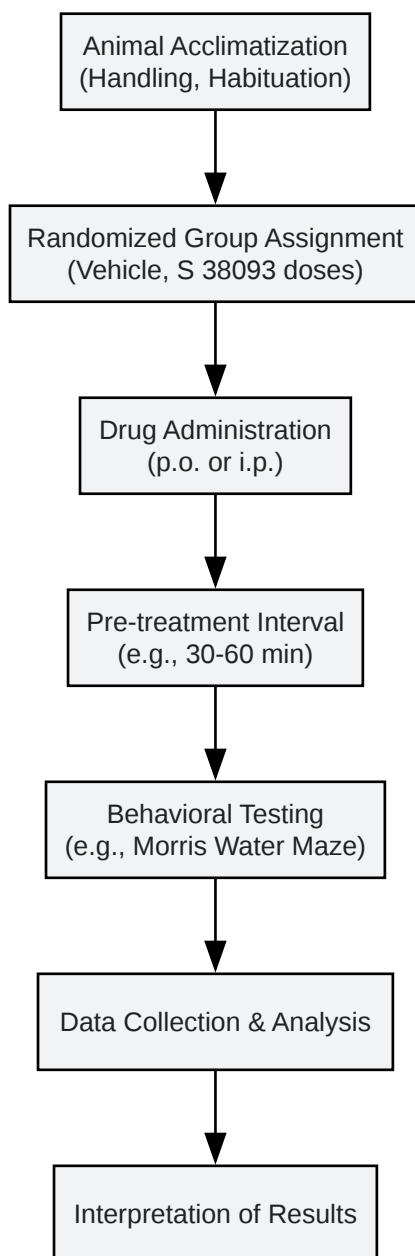 Animal Acclimatization
(Handling, Habituation)
Randomized Group Assignment
(Vehicle, S 38093 doses)
Drug Administration
(p.o. or i.p.)
Pre-treatment Interval
(e.g., 30-60 min)
Behavioral Testing
(e.g., Morris Water Maze)
Data Collection & Analysis
Interpretation of Results